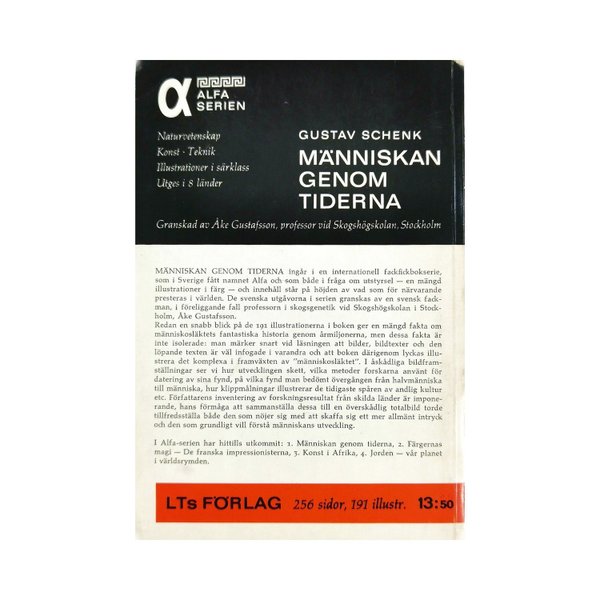 α ALFA
SERIEN
Naturvetenskap
Konst · Teknik
Illustrationer i särklass
Utges i 8 länder
GUSTAV SCHENK
MÄNNISKAN
GENOM
TIDERNA
Granskad av Åke Gustafsson, professor vid Skogshögskolan, Stockholm
MÄNNISKAN GENOM TIDERNA ingår i en internationell fackfickbokserie,
som i Sverige fått namnet Alfa och som både i fråga om utstyrsel — en mängd
illustrationer i färg — och innehåll står på höjden av vad som för närvarande
presteras i världen. De svenska utgåvorna i serien granskas av en svensk fack-
man, i föreliggande fall professorn i skogsgenetik vid Skogshögskolan i Stock-
holm, Åke Gustafsson.
Redan en snabb blick på de 191 illustrationerna i boken ger en mängd fakta om
människosläktets fantastiska historia genom årmiljonerna, men dessa fakta är
inte isolerade: man märker snart vid läsningen att bilder, bildtexter och den
löpande texten är väl infogade i varandra och att boken därigenom lyckas illu-
strera det komplexa i framväxten av "människosläktet". I åskådliga bildfram-
ställningar ser vi hur utvecklingen skett, vilka metoder forskarna använt för
datering av sina fynd, på vilka fynd man bedömt övergången från halvmänniska
till människa, hur klippmålningar illustrerar de tidigaste spåren av andlig kultur
etc. Författarens inventering av forskningsresultat från skilda länder är impone-
rande, hans förmåga att sammanställa dessa till en överskådlig totalbild torde
tillfredsställa både den som nöjer sig med att skaffa sig ett mer allmänt intryck
och den som grundligt vill förstå människans utveckling.
I Alfa-serien har hittills utkommit: 1. Människan genom tiderna, 2. Färgernas
magi — De franska impressionisterna, 3. Konst i Afrika, 4. Jorden — vår planet
i världsrymden.
LTs FÖRLAG 256 sidor, 191 illustr. 13:50